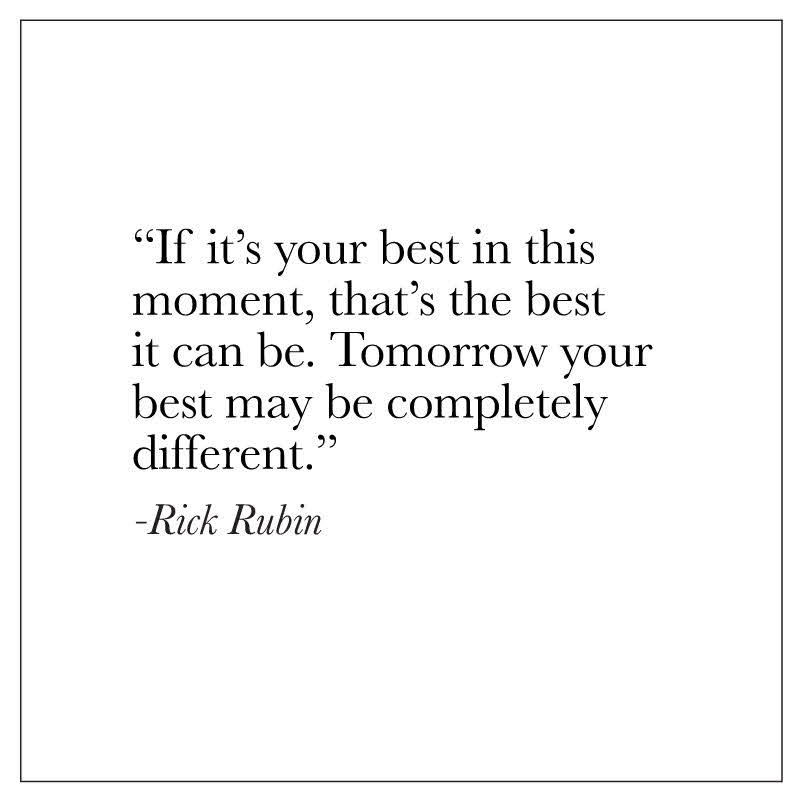 “If it’s your best in this
moment, that’s the best
it can be. Tomorrow your
best may be completely
different.”
-Rick Rubin